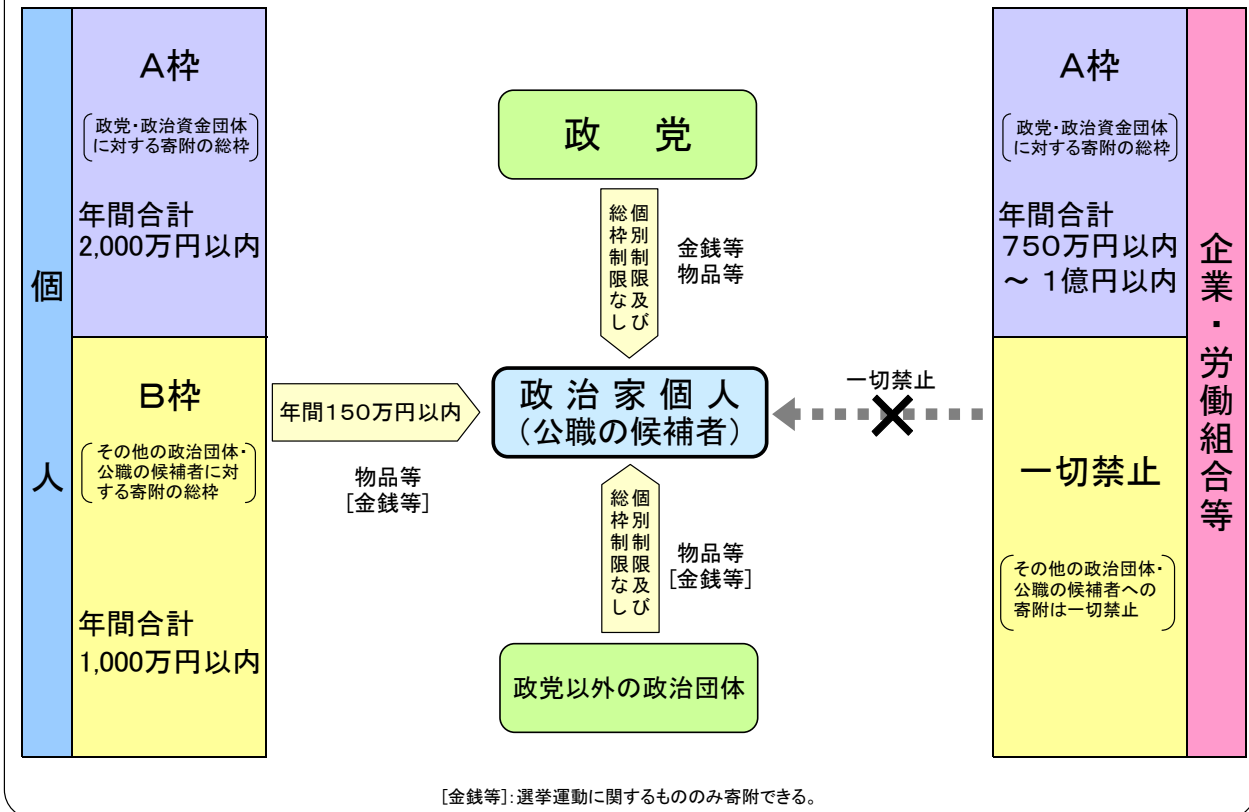 個人
A枠
政党・政治資金団体
に対する寄附の総枠
年間合計
2,000万円以内
B枠
その他の政治団体・
公職の候補者に対
する寄附の総枠
年間合計
1,000万円以内
年間150万円以内
物品等
[金銭等]
政 党
個別制限及び
総枠制限なし
金銭等
物品等
政治家個人
（公職の候補者）
個別制限及び
総枠制限なし
物品等
[金銭等]
政党以外の政治団体
一切禁止
A枠
政党・政治資金団体
に対する寄附の総枠
年間合計
750万円以内
～ 1億円以内
一切禁止
その他の政治団体・
公職の候補者への
寄附は一切禁止
企業・労働組合等
[金銭等]：選挙運動に関するもののみ寄附できる。